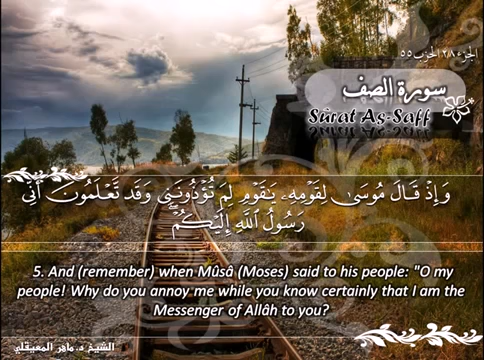 الجزء ٢٨ الحزب ٥٥
سورة الصف
Sûrat Aṣ-Saff
وَإِذْ قَالَ مُوسَىٰ لِقَوْمِهِۦ يَٰقَوْمِ لِمَ تُؤْذُونَنِى وَقَد تَّعْلَمُونَ أَنِّى
رَسُولُ ٱللَّهِ إِلَيْكُمْ
5. And (remember) when Mûsâ (Moses) said to his people: "O my
people! Why do you annoy me while you know certainly that I am the
Messenger of Allâh to you?
الشيخ د. ماهر المعيقلي